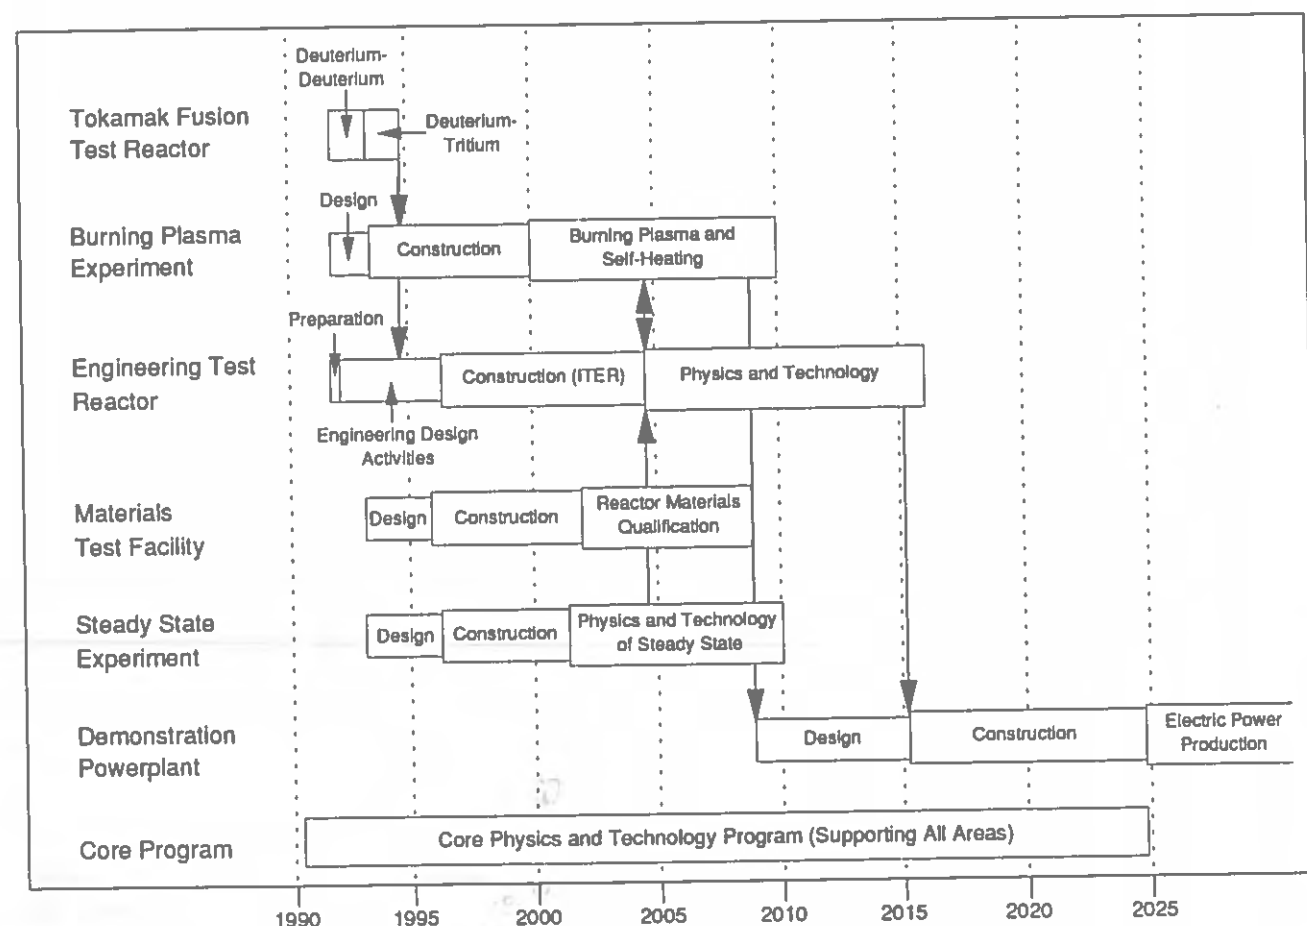 Deuterium-
Deuterium
Tokamak Fusion
Test Reactor
Deuterium-
Tritium
Design
Burning Plasma
Experiment
Construction
Burning Plasma and
Self-Heating
Preparation
Engineering Test
Reactor
Construction (ITER)
Physics and Technology
Engineering Design
Activities
Materials
Test Facility
Design
Construction
Reactor Materials
Qualification
Steady State
Experiment
Design
Construction
Physics and Technology
of Steady State
Demonstration
Powerplant
Design
Construction
Electric Power
Production
Core Program
Core Physics and Technology Program (Supporting All Areas)
1990
1995
2000
2005
2010
2015
2020
2025